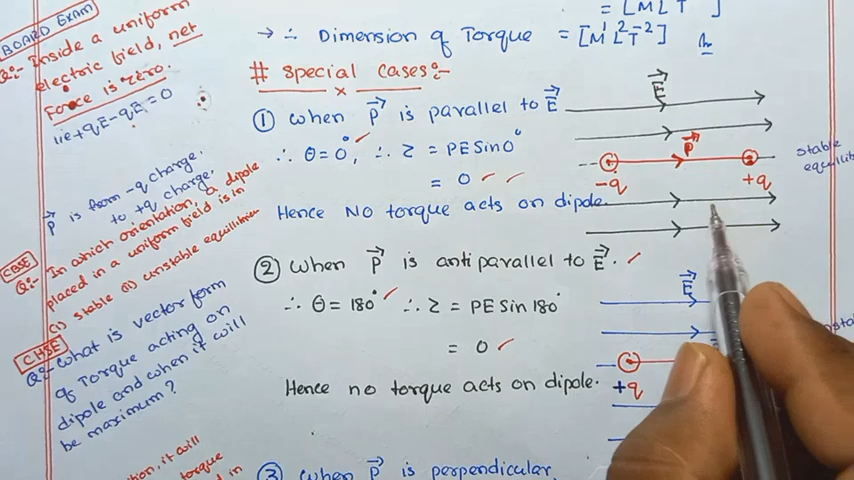 BOARD EXAM
Q:- Inside a uniform
electric field, net
Force is zero.
i.e +qE - qE = 0
P⃗ is from -q charge.
to +q charge.
CBSE
Q:- In which orientation, a dipole
placed in a uniform field is in
(i) stable (ii) unstable equilibrium
CHSE
Q:- What is vector form
of Torque acting on
dipole and when it will
be maximum?
it will
torque
in
= [M L T ]
→ ∴ Dimension of Torque = [M¹L²T⁻²]
# special cases:-
① When P⃗ is parallel to E⃗
∴ θ = 0°, ∴ τ = PE Sin 0°
= 0
Hence No torque acts on dipole.
E⃗
P⃗
-q +q
stable
② When P⃗ is antiparallel to E⃗.
∴ θ = 180° ∴ τ = PE Sin 180°
= 0
Hence no torque acts on dipole.
E⃗
+q
③ When P⃗ is perpendicular,